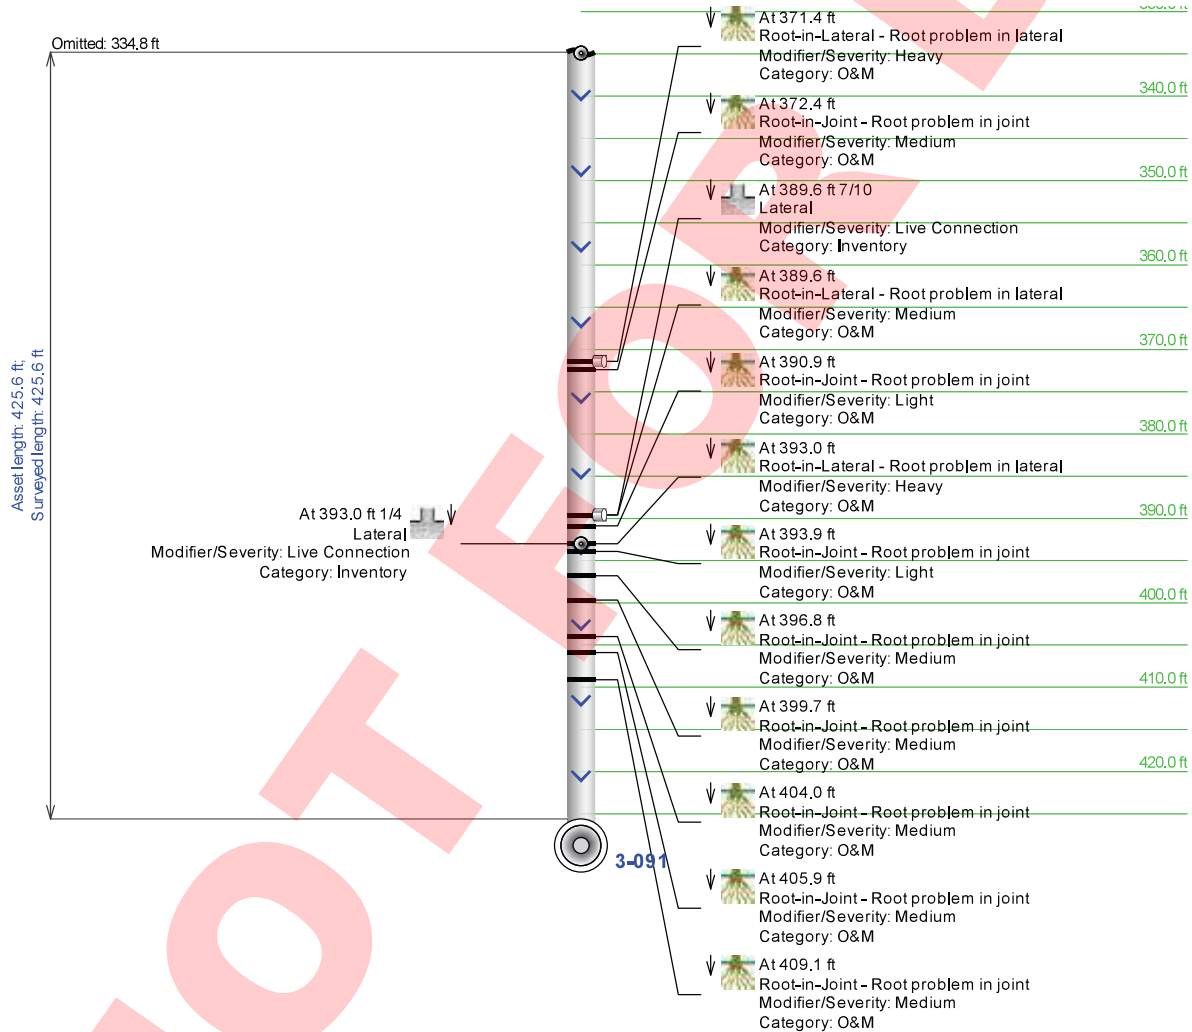 Omitted: 334.8 ft
Asset length: 425.6 ft;
Surveyed length: 425.6 ft
At 393.0 ft 1/4
Lateral
Modifier/Severity: Live Connection
Category: Inventory
3-091
At 371.4 ft
Root-in-Lateral - Root problem in lateral
Modifier/Severity: Heavy
Category: O&M
At 372.4 ft
Root-in-Joint - Root problem in joint
Modifier/Severity: Medium
Category: O&M
At 389.6 ft 7/10
Lateral
Modifier/Severity: Live Connection
Category: Inventory
At 389.6 ft
Root-in-Lateral - Root problem in lateral
Modifier/Severity: Medium
Category: O&M
At 390.9 ft
Root-in-Joint - Root problem in joint
Modifier/Severity: Light
Category: O&M
At 393.0 ft
Root-in-Lateral - Root problem in lateral
Modifier/Severity: Heavy
Category: O&M
At 393.9 ft
Root-in-Joint - Root problem in joint
Modifier/Severity: Light
Category: O&M
At 396.8 ft
Root-in-Joint - Root problem in joint
Modifier/Severity: Medium
Category: O&M
At 399.7 ft
Root-in-Joint - Root problem in joint
Modifier/Severity: Medium
Category: O&M
At 404.0 ft
Root-in-Joint - Root problem in joint
Modifier/Severity: Medium
Category: O&M
At 405.9 ft
Root-in-Joint - Root problem in joint
Modifier/Severity: Medium
Category: O&M
At 409.1 ft
Root-in-Joint - Root problem in joint
Modifier/Severity: Medium
Category: O&M
340.0 ft
350.0 ft
360.0 ft
370.0 ft
380.0 ft
390.0 ft
400.0 ft
410.0 ft
420.0 ft
NOT FOR